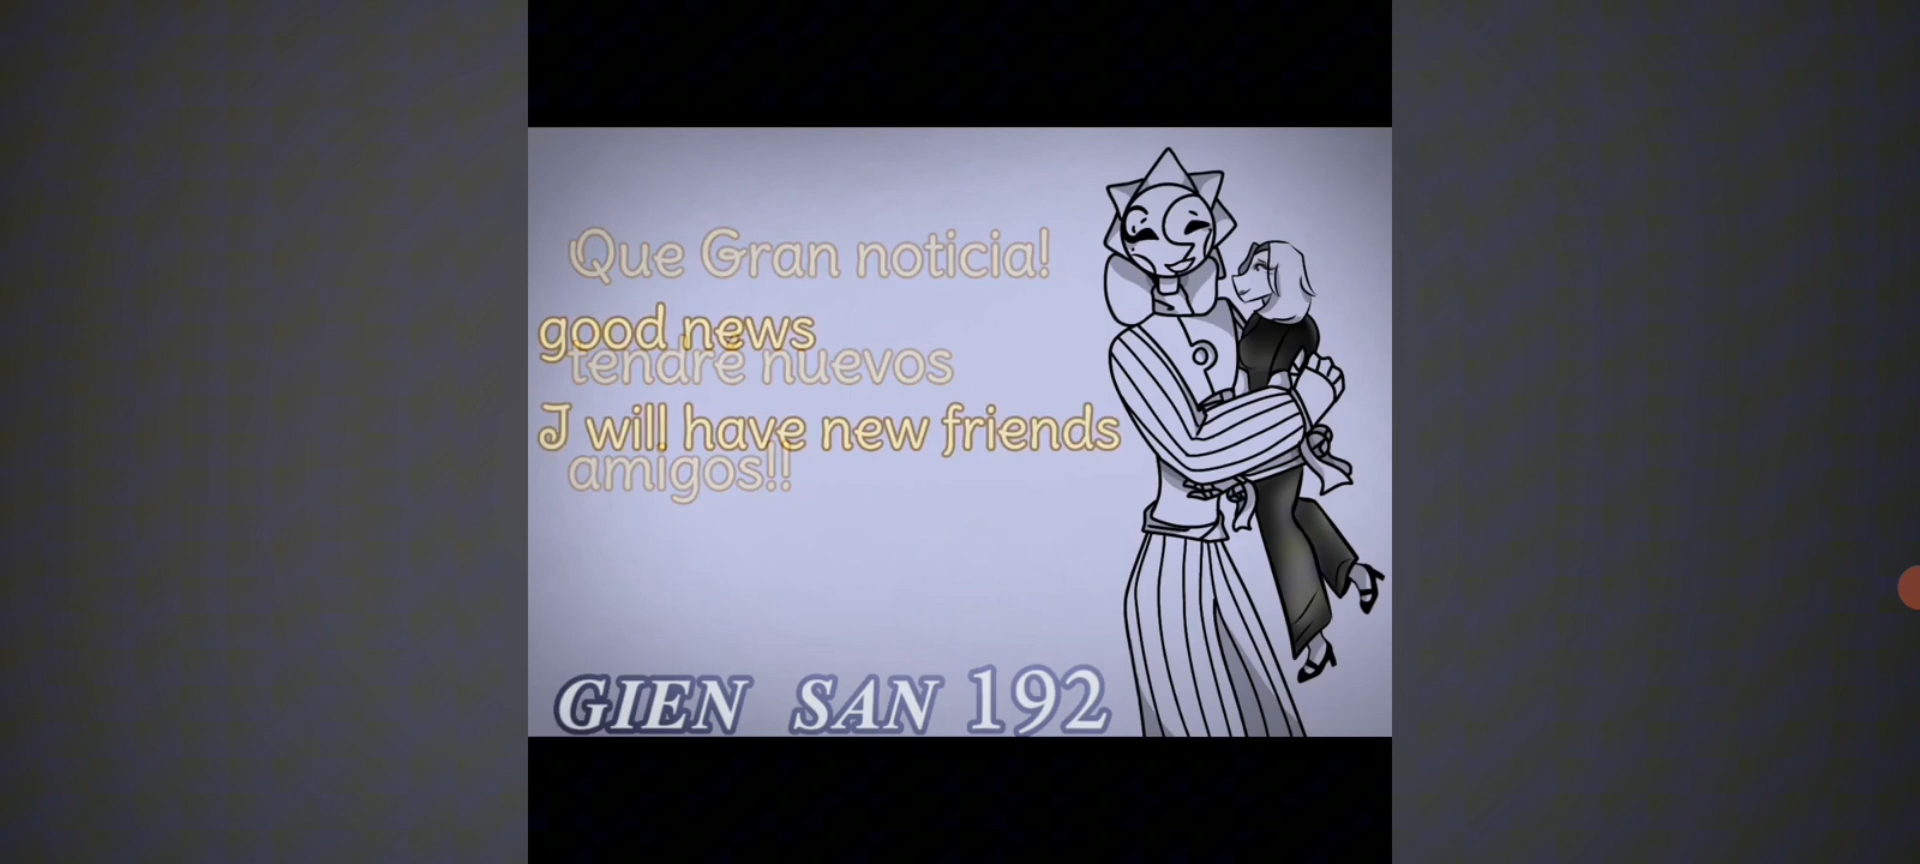 Que Gran noticia!
good news
tendré nuevos
I will have new friends
amigos!!
GIEN SAN 192